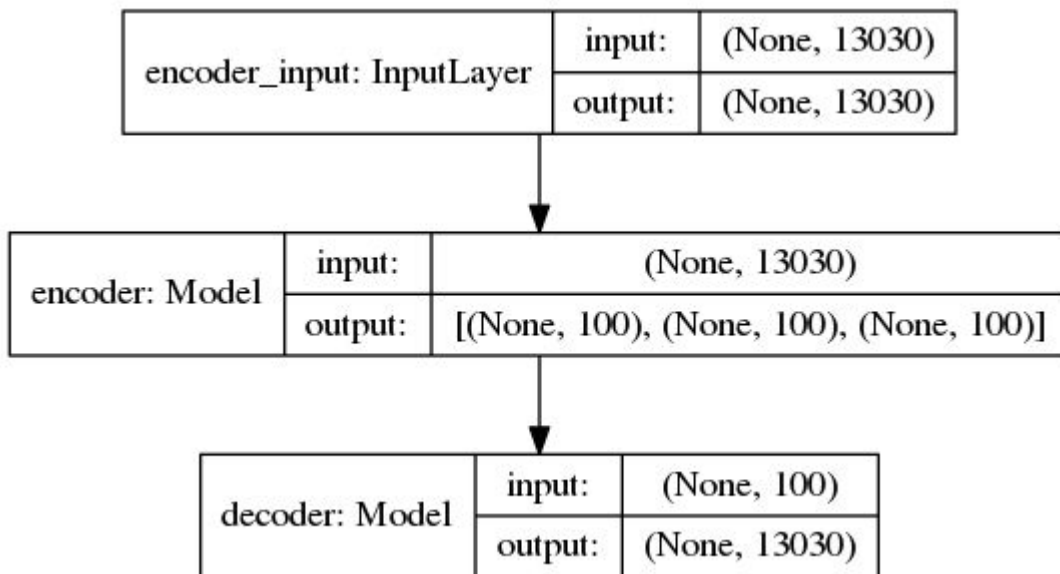 encoder_input: InputLayer
input: (None, 13030)
output: (None, 13030)
encoder: Model
input: (None, 13030)
output: [(None, 100), (None, 100), (None, 100)]
decoder: Model
input: (None, 100)
output: (None, 13030)